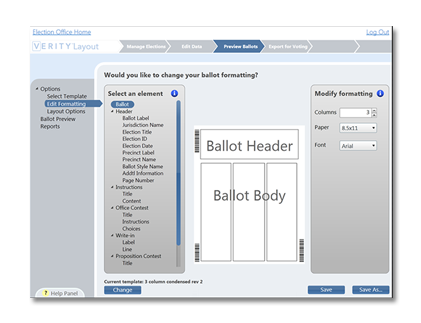 Election Office Home
Log Out
VERITY Layout
Manage Elections
Edit Data
Preview Ballots
Export for Voting
Would you like to change your ballot formatting?
Options
Select Template
Edit Formatting
Layout Options
Ballot Preview
Reports
Select an element
Ballot
Header
Ballot Label
Jurisdiction Name
Election Title
Election ID
Election Date
Precinct Label
Precinct Name
Ballot Style Name
Addtl Information
Page Number
Instructions
Title
Content
Office Contest
Title
Instructions
Choices
Write-in
Label
Line
Proposition Contest
Title
Ballot Header
Ballot Body
Modify formatting
Columns 3
Paper 8.5x11
Font Arial
Current template: 3 column condensed rev 2
Change
Save
Save As...
? Help Panel